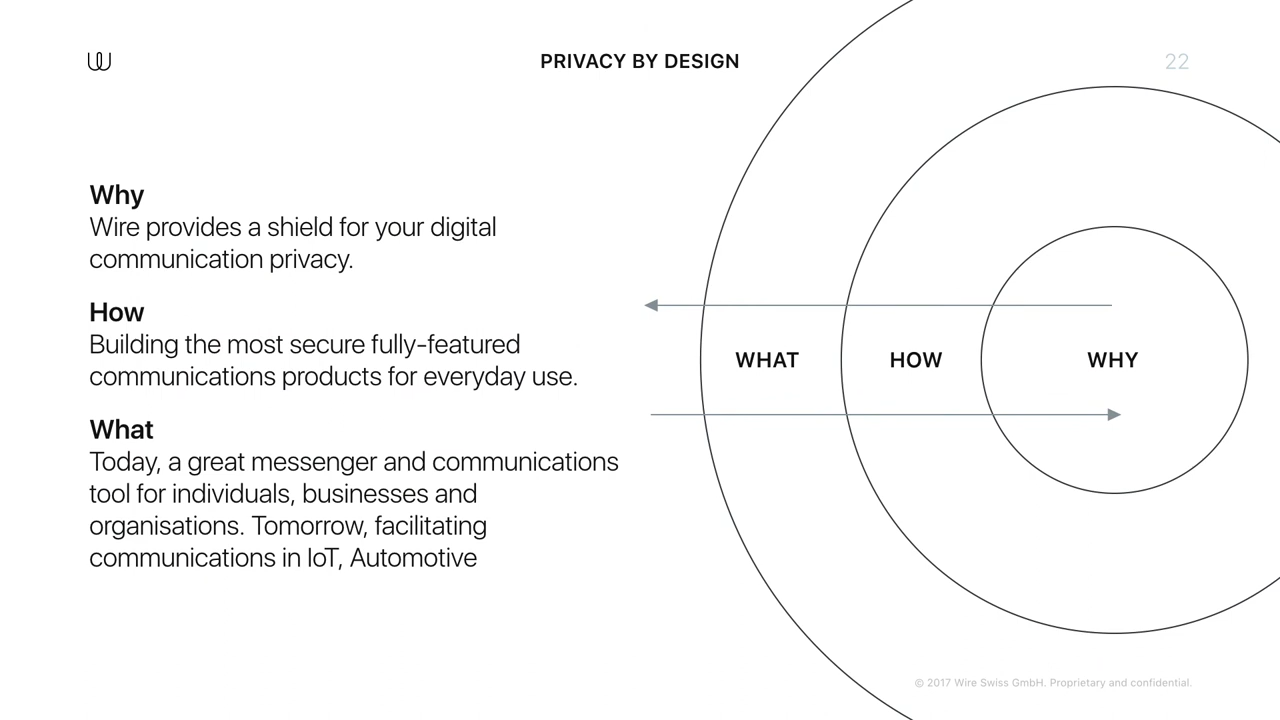 PRIVACY BY DESIGN
22
Why
Wire provides a shield for your digital
communication privacy.
How
Building the most secure fully-featured
communications products for everyday use.
What
Today, a great messenger and communications
tool for individuals, businesses and
organisations. Tomorrow, facilitating
communications in IoT, Automotive
WHAT
HOW
WHY
© 2017 Wire Swiss GmbH. Proprietary and confidential.